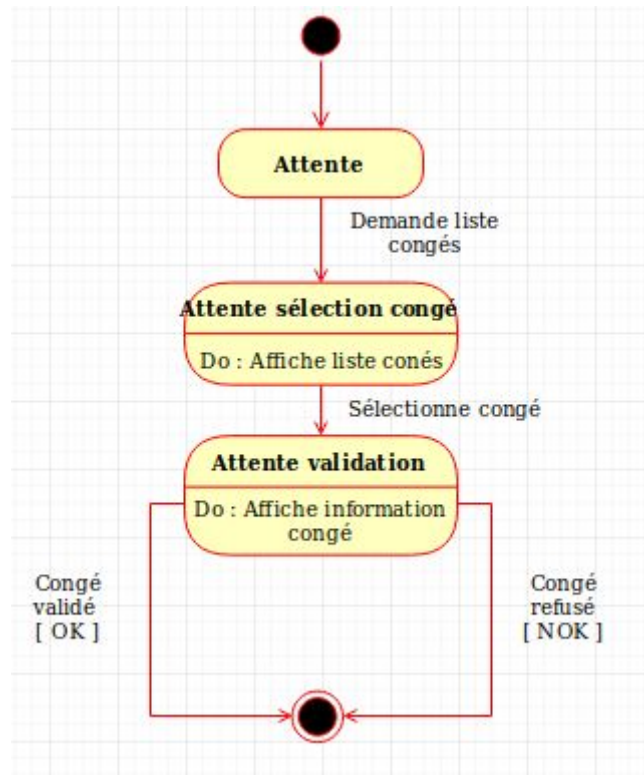 Attente
Demande liste
congés
Attente sélection congé
Do : Affiche liste conés
Sélectionne congé
Attente validation
Do : Affiche information
congé
Congé
validé
[ OK ]
Congé
refusé
[ NOK ]